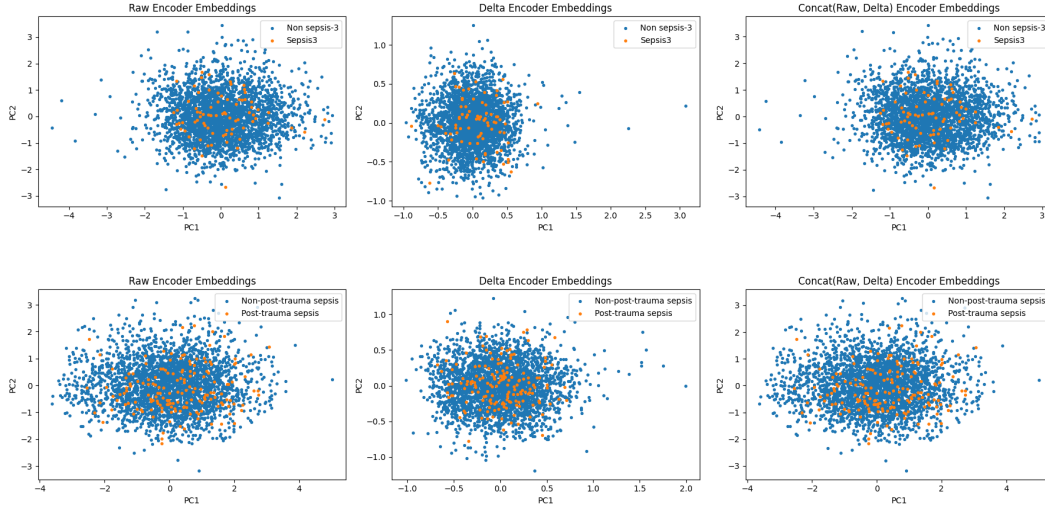 Raw Encoder Embeddings
Delta Encoder Embeddings
Concat(Raw, Delta) Encoder Embeddings
Non sepsis-3
Sepsis3
Non sepsis-3
Sepsis3
Non sepsis-3
Sepsis3
PC2
3
2
1
0
−1
−2
−3
−4 −3 −2 −1 0 1 2 3
PC1
PC2
1.0
0.5
0.0
−0.5
−1.0
−1.0 −0.5 0.0 0.5 1.0 1.5 2.0 2.5 3.0
PC1
PC2
3
2
1
0
−1
−2
−3
−4 −3 −2 −1 0 1 2 3
PC1
Raw Encoder Embeddings
Delta Encoder Embeddings
Concat(Raw, Delta) Encoder Embeddings
Non-post-trauma sepsis
Post-trauma sepsis
Non-post-trauma sepsis
Post-trauma sepsis
Non-post-trauma sepsis
Post-trauma sepsis
PC2
3
2
1
0
−1
−2
−3
−4 −2 0 2 4
PC1
PC2
1.0
0.5
0.0
−0.5
−1.0
−1.0 −0.5 0.0 0.5 1.0 1.5 2.0
PC1
PC2
3
2
1
0
−1
−2
−3
−4 −2 0 2 4
PC1